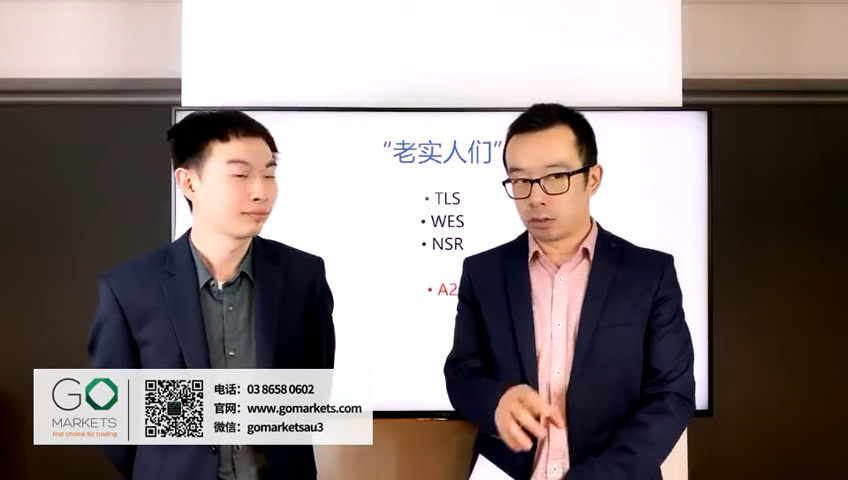 “老实人们”
• TLS
• WES
• NSR
• A2
GO
MARKETS
first choice for trading
电话：03 8658 0602
官网：www.gomarkets.com
微信：gomarketsau3